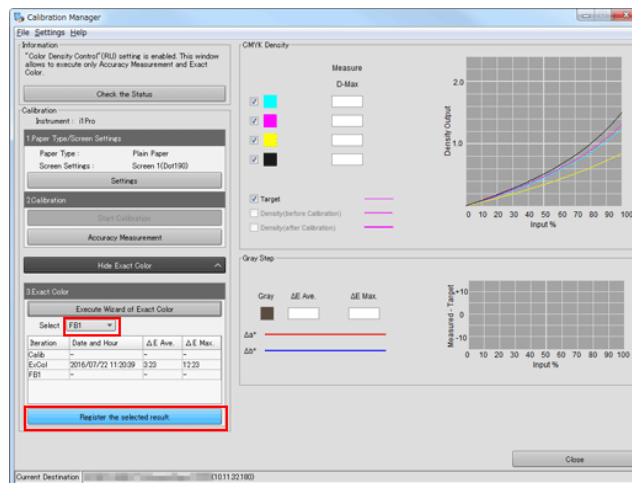 Calibration Manager
File Settings Help
Information
"Color Density Control"(RU) setting is enabled. This window
allows to execute only Accuracy Measurement and Exact
Color.
Check the Status
Calibration
Instrument : i1Pro
1.Paper Type/Screen Settings
Paper Type : Plain Paper
Screen Settings : Screen 1(Dot190)
Settings
2.Calibration
Start Calibration
Accuracy Measurement
Hide Exact Color
3.Exact Color
Execute Wizard of Exact Color
Select FB1
Iteration Date and Hour ΔE Ave. ΔE Max.
Calib - - -
ExCol 2016/07/22 11:20:39 3.23 12.23
FB1 - - -
Register the selected result
CMYK Density
Measure
D-Max
Target
Density(before Calibration)
Density(after Calibration)
Density Output
2.0
1.0
0 10 20 30 40 50 60 70 80 90 100
Input %
Gray Step
Gray ΔE Ave. ΔE Max.
Δa*
Δb*
Measured - Target
+10
0
-10
0 10 20 30 40 50 60 70 80 90 100
Input %
Close
Current Destination (10.11.32.180)